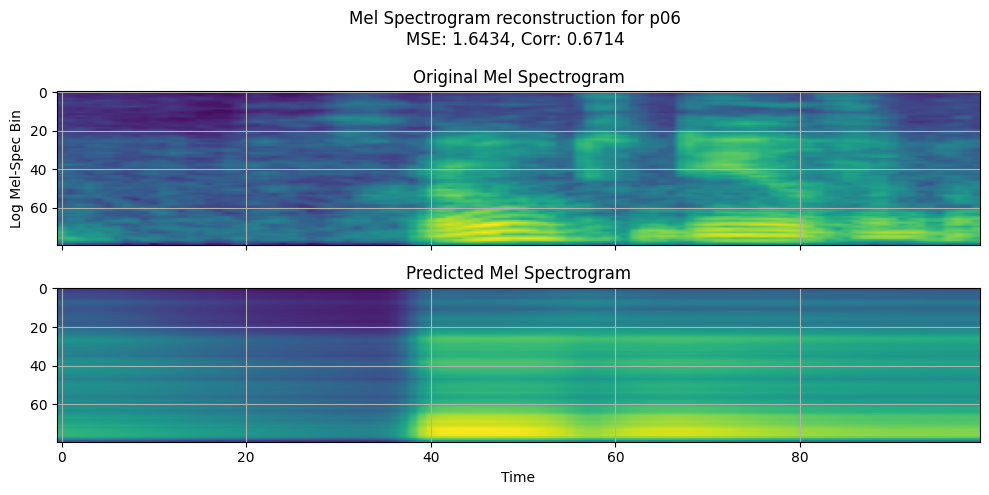 Mel Spectrogram reconstruction for p06
MSE: 1.6434, Corr: 0.6714
Original Mel Spectrogram
0
20
40
60
Log Mel-Spec Bin
Predicted Mel Spectrogram
0
20
40
60
0 20 40 60 80
Time